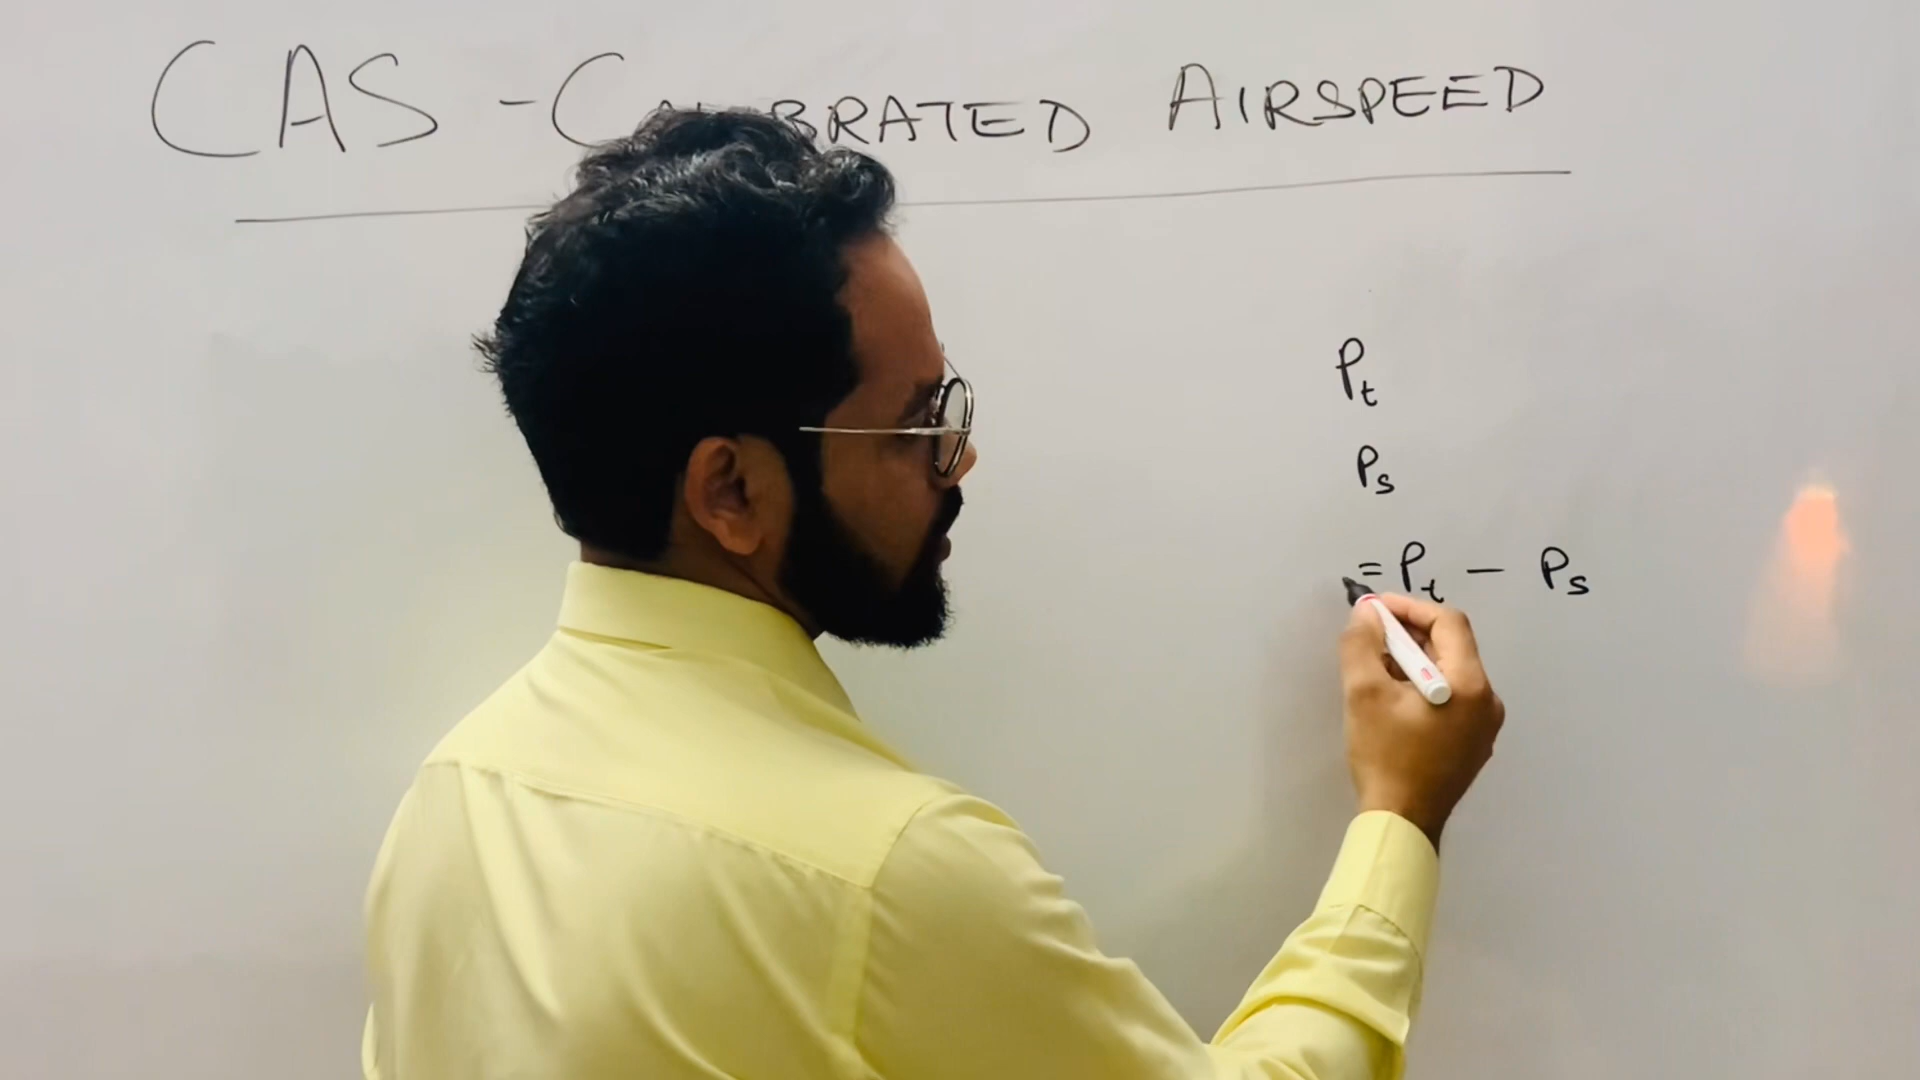 CAS - CALIBRATED AIRSPEED
Pt
Ps
= Pt - Ps